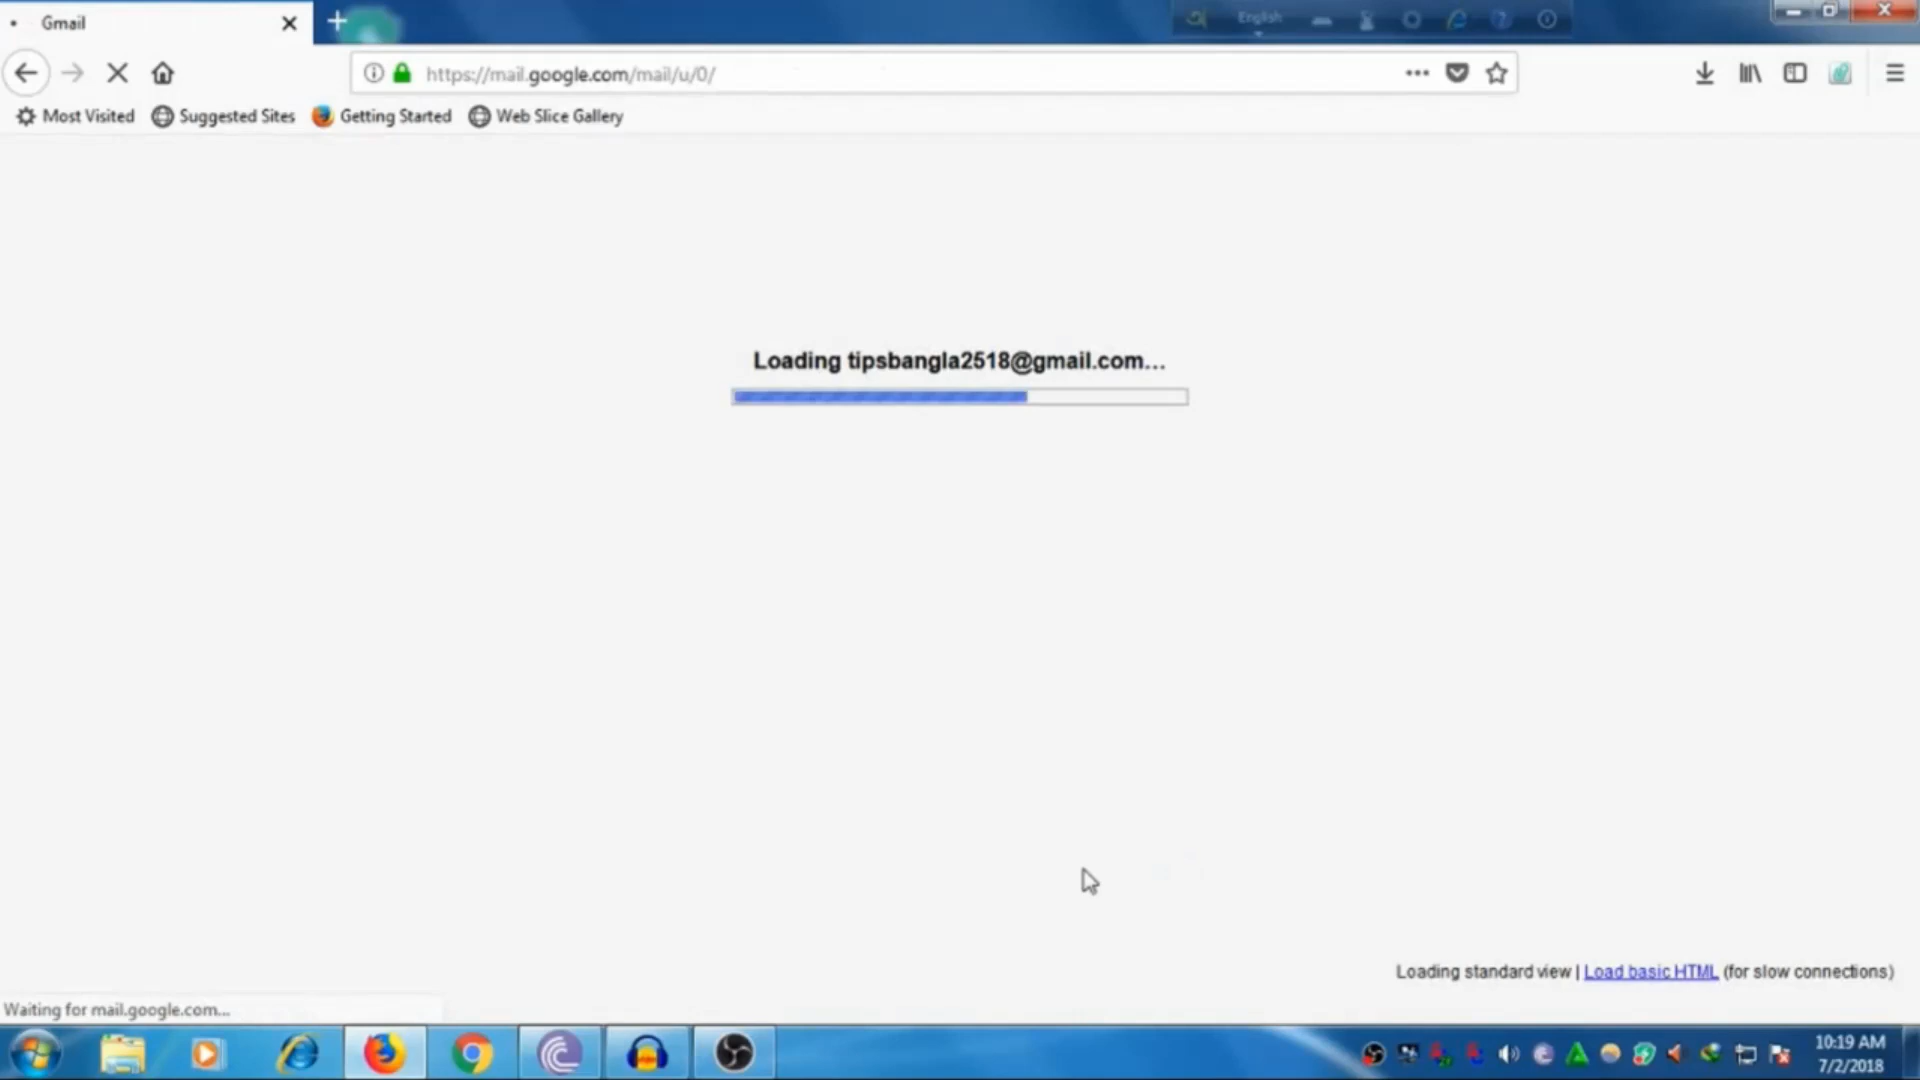 Gmail
English
https://mail.google.com/mail/u/0/
Most Visited Suggested Sites Getting Started Web Slice Gallery
Loading tipsbangla2518@gmail.com...
Loading standard view | Load basic HTML (for slow connections)
Waiting for mail.google.com...
10:19 AM
7/2/2018